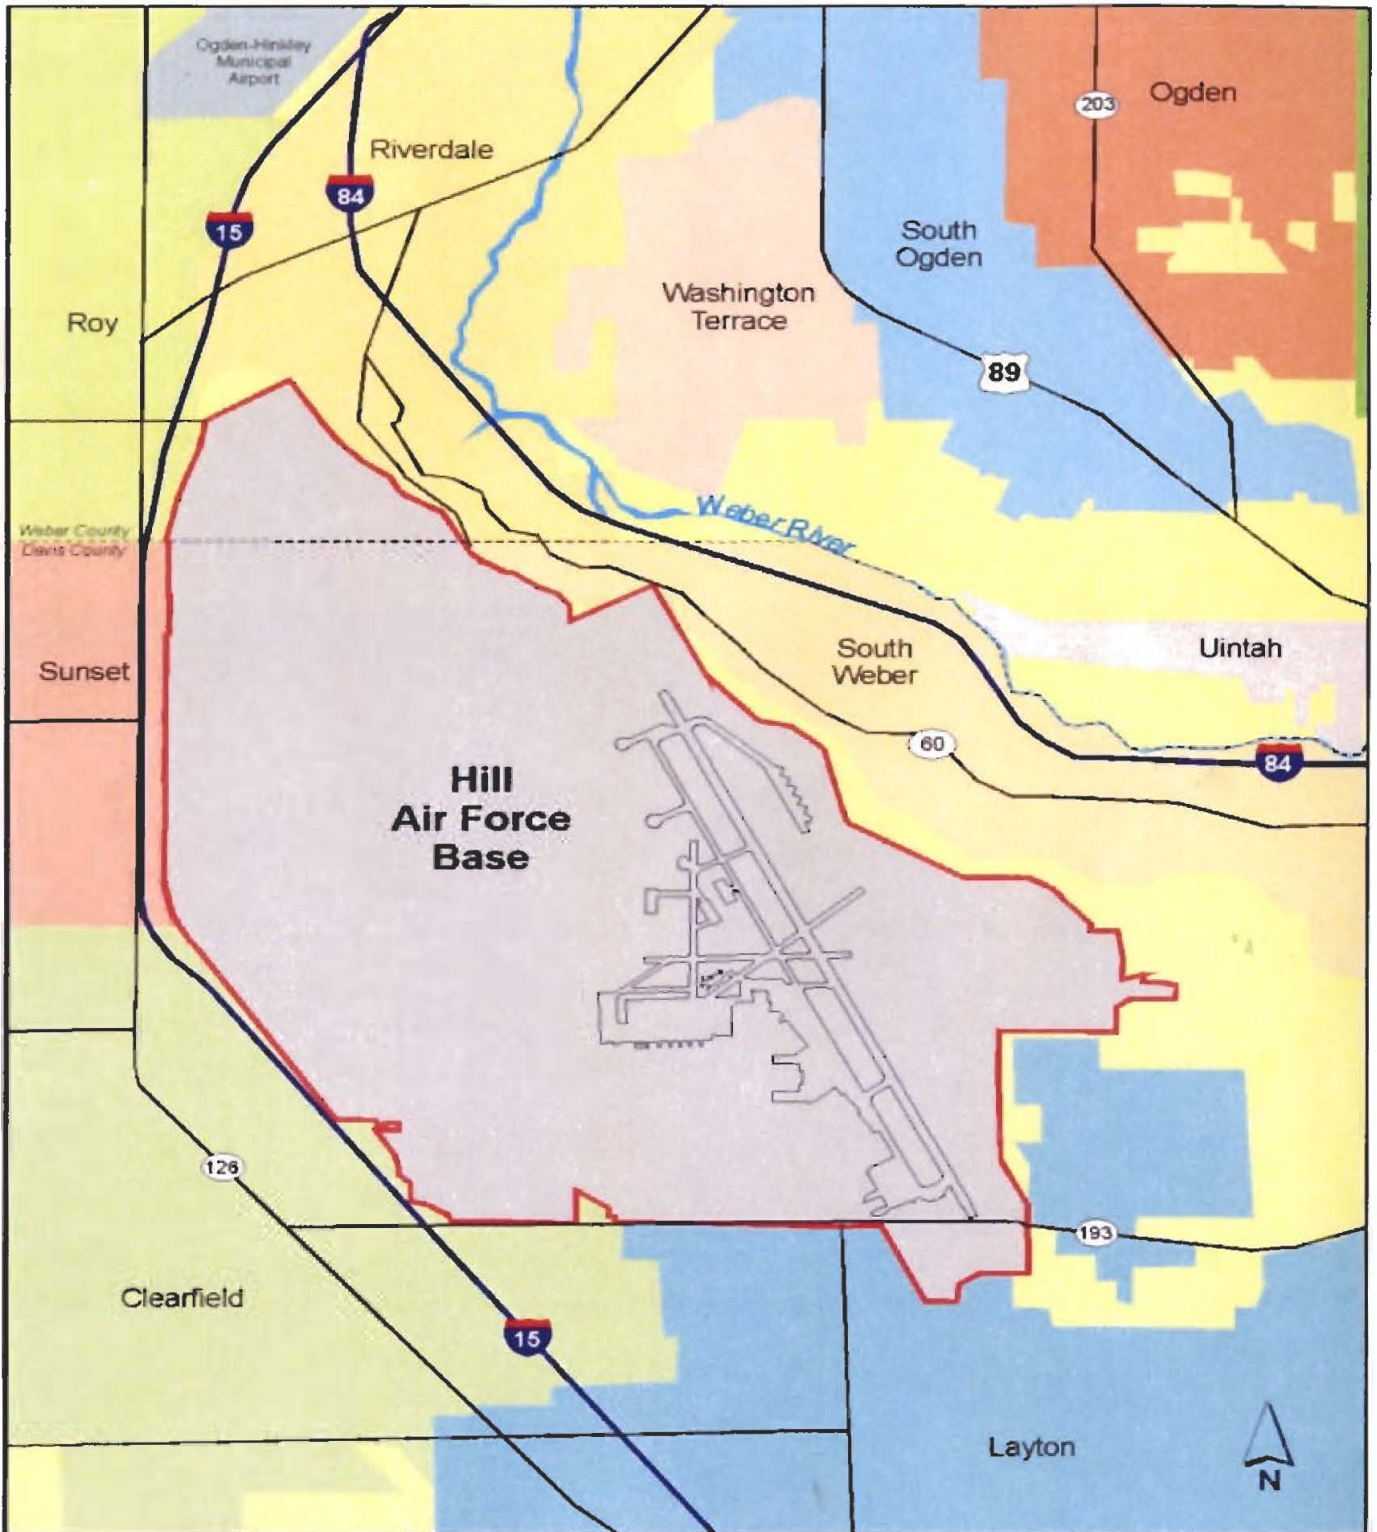 Ogden-Hinkley
Municipal
Airport
203
Ogden
Riverdale
84
15
South
Ogden
Washington
Terrace
Roy
89
Weber River
Weber County
Davis County
South
Weber
Uintah
Sunset
60
84
Hill
Air Force
Base
126
193
Clearfield
15
Layton
N